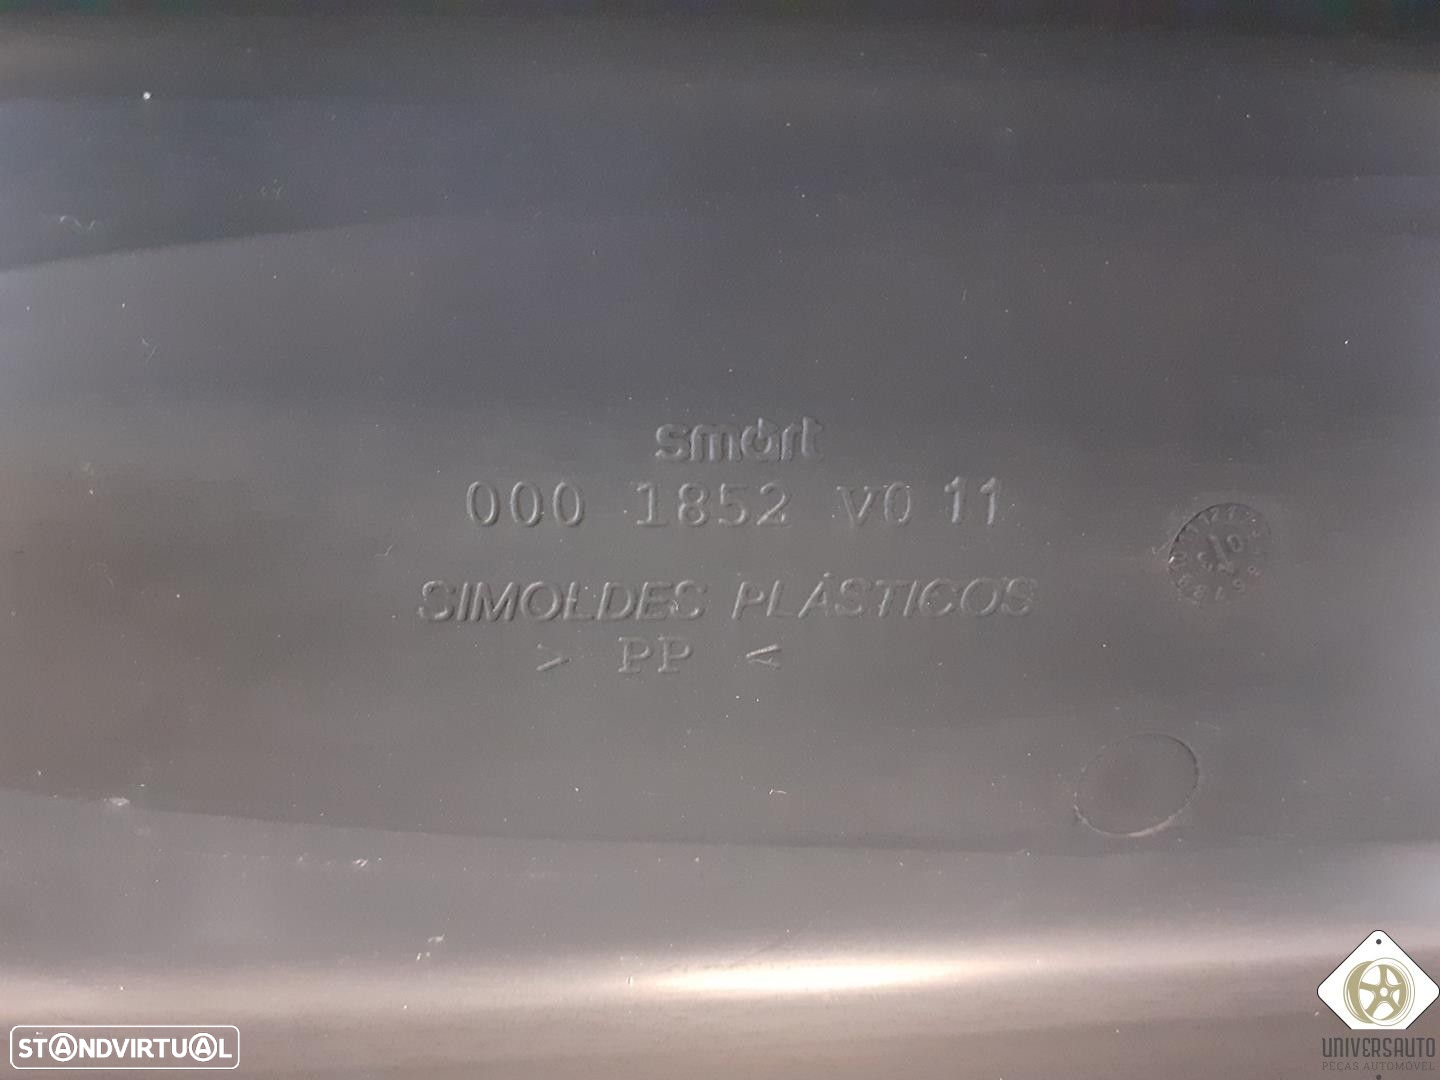 smart
000 1852 V0 11
SIMOLDES PLÁSTICOS
> PP <
STANDVIRTUAL
UNIVERSAUTO
PEÇAS AUTOMÓVEL